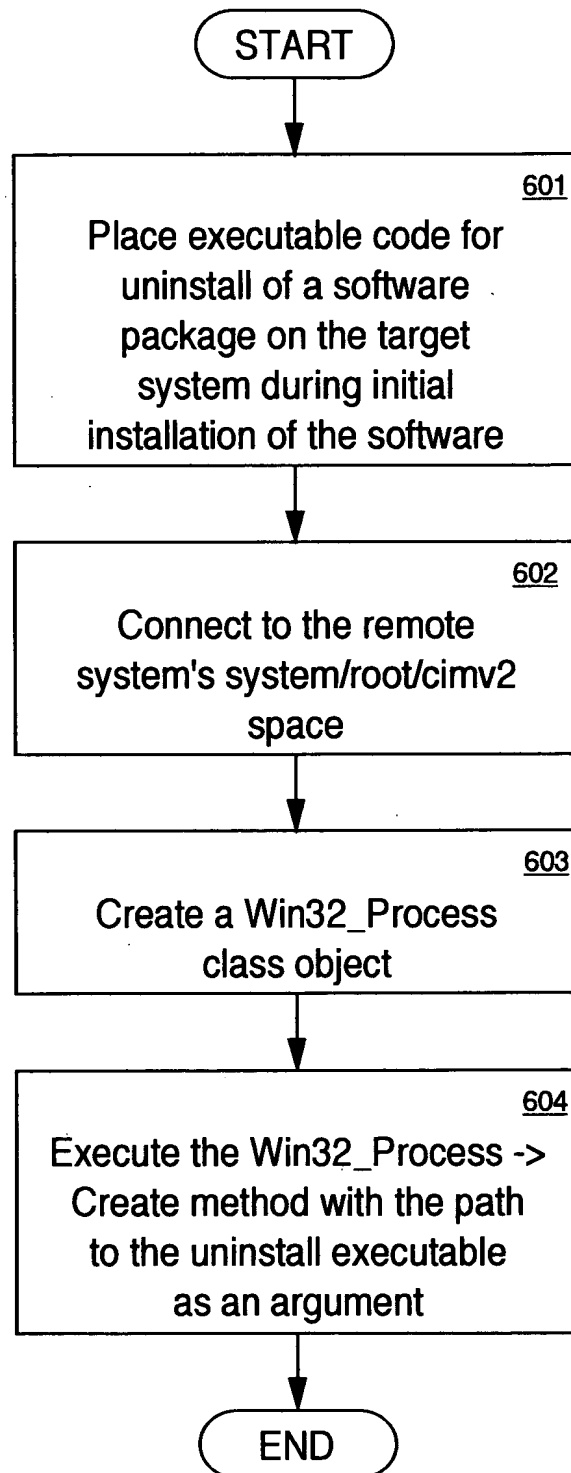 START
601
Place executable code for
uninstall of a software
package on the target
system during initial
installation of the software
602
Connect to the remote
system's system/root/cimv2
space
603
Create a Win32_Process
class object
604
Execute the Win32_Process ->
Create method with the path
to the uninstall executable
as an argument
END